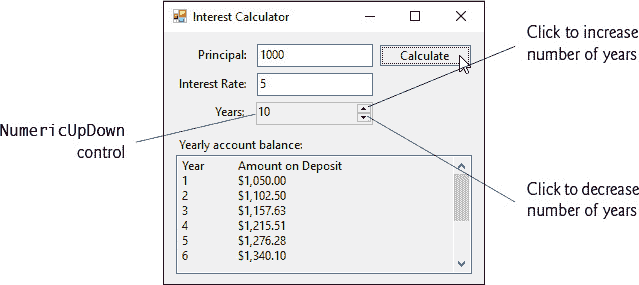 Interest Calculator
Principal: 1000 Calculate
Interest Rate: 5
Years: 10
Yearly account balance:
Year Amount on Deposit
1 $1,050.00
2 $1,102.50
3 $1,157.63
4 $1,215.51
5 $1,276.28
6 $1,340.10
NumericUpDown
control
Click to increase
number of years
Click to decrease
number of years